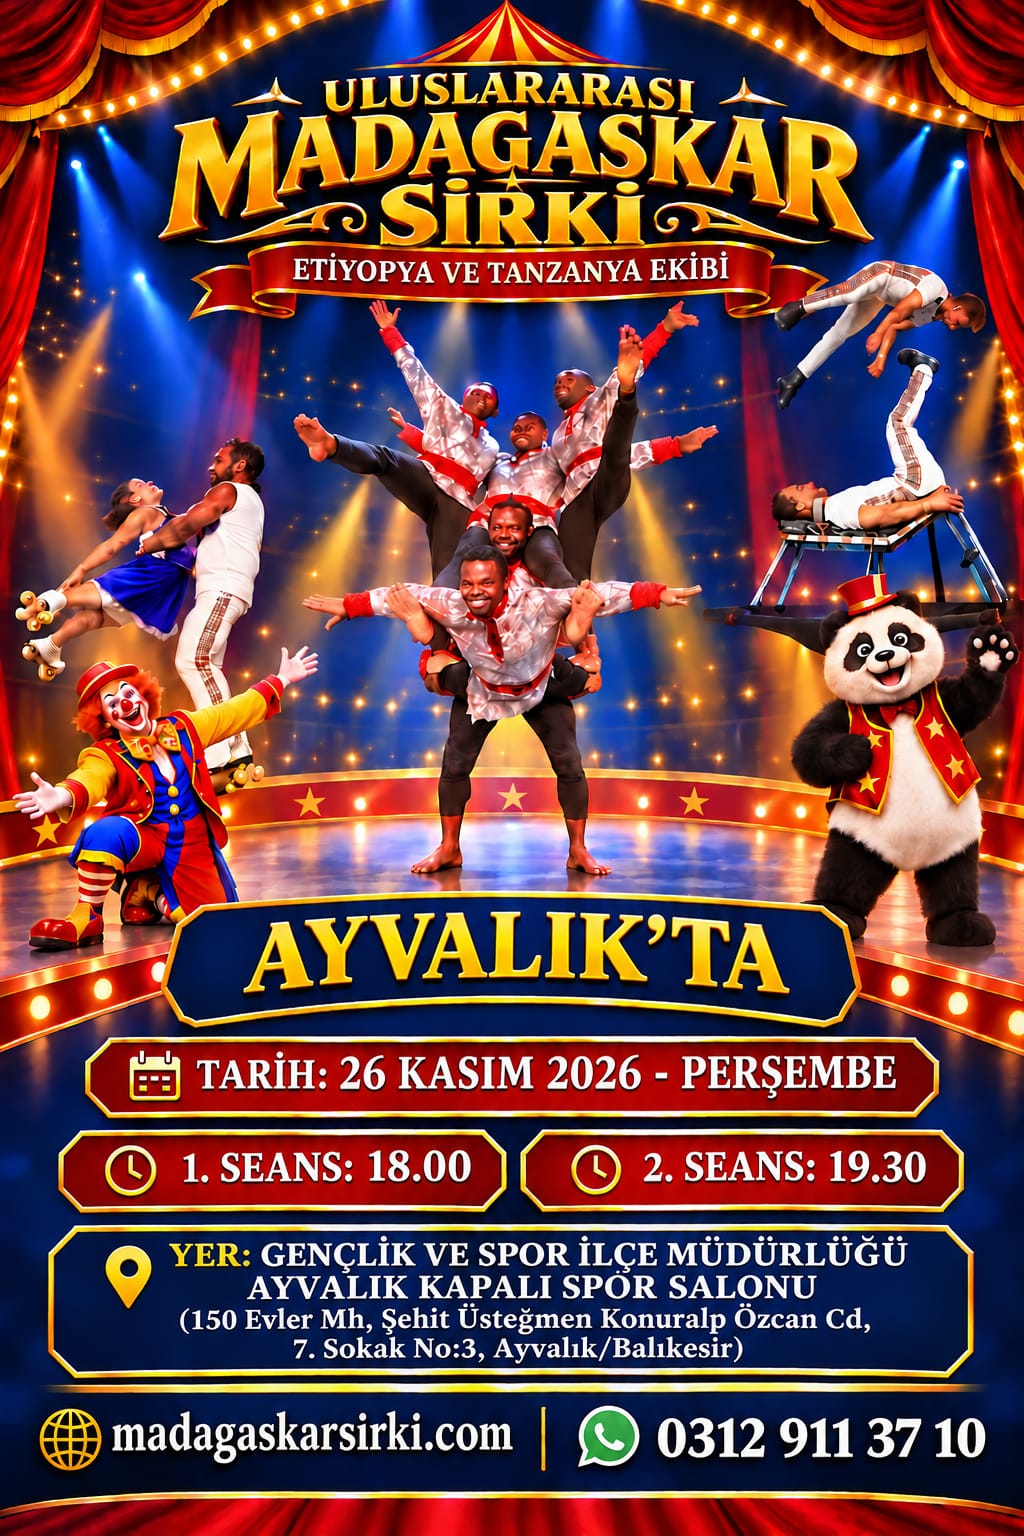 ULUSLARARASI
MADAGASKAR
SİRKİ
ETİYOPYA VE TANZANYA EKİBİ
AYVALIK'TA
TARİH: 26 KASIM 2026 - PERŞEMBE
1. SEANS: 18.00
2. SEANS: 19.30
YER: GENÇLİK VE SPOR İLÇE MÜDÜRLÜĞÜ
AYVALIK KAPALI SPOR SALONU
(150 Evler Mh, Şehit Üsteğmen Konuralp Özcan Cd,
7. Sokak No:3, Ayvalık/Balıkesir)
madagaskarsirki.com
0312 911 37 10